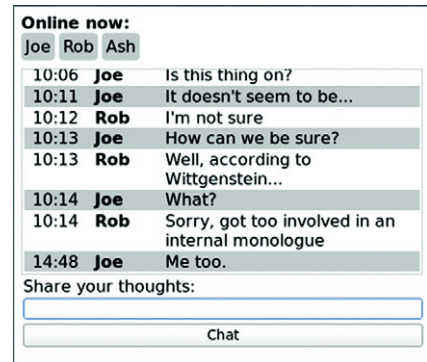 Online now:
Joe Rob Ash
10:06 Joe Is this thing on?
10:11 Joe It doesn't seem to be...
10:12 Rob I'm not sure
10:13 Joe How can we be sure?
10:13 Rob Well, according to
Wittgenstein...
10:14 Joe What?
10:14 Rob Sorry, got too involved in an
internal monologue
14:48 Joe Me too.
Share your thoughts:
Chat